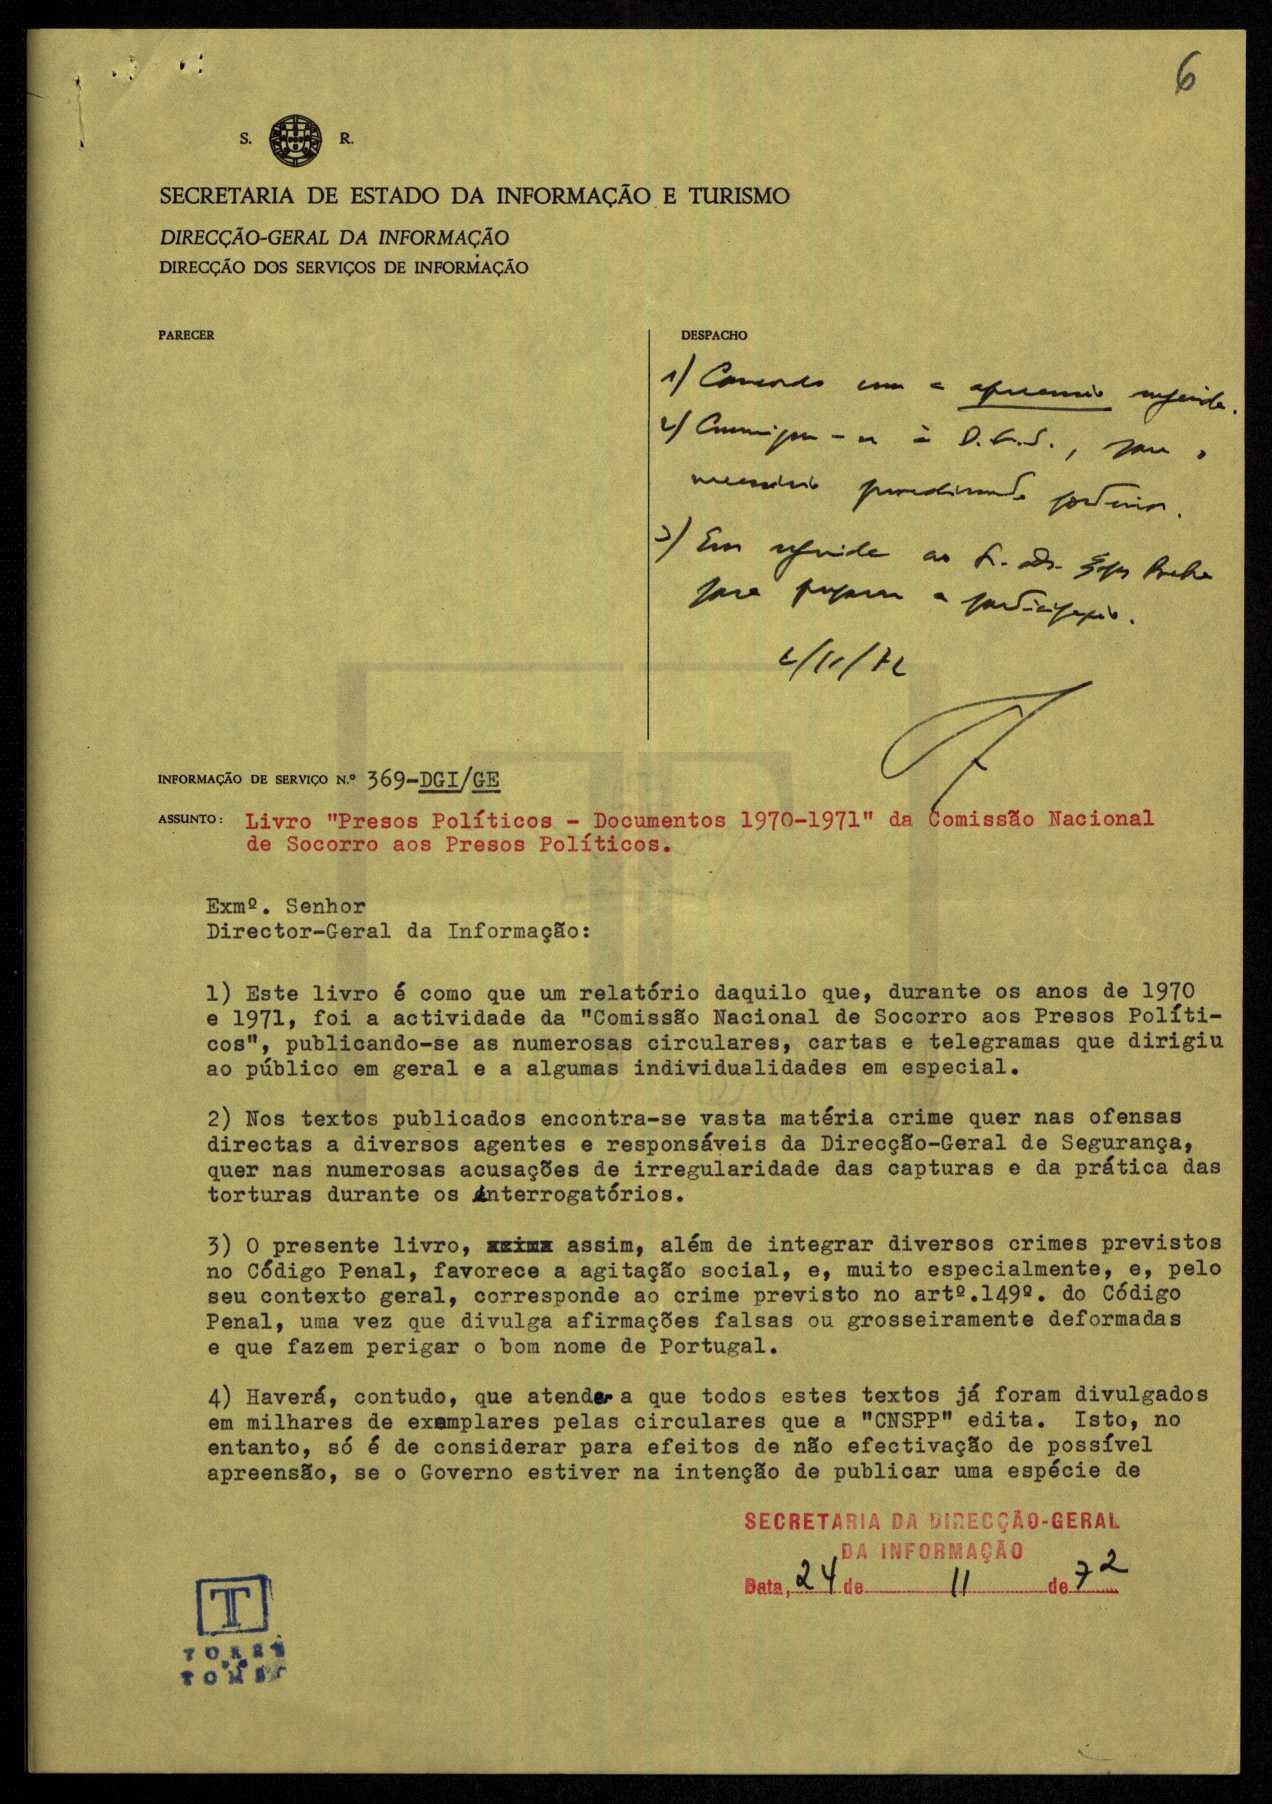 6
S. R.
SECRETARIA DE ESTADO DA INFORMAÇÃO E TURISMO
DIRECÇÃO-GERAL DA INFORMAÇÃO
DIRECÇÃO DOS SERVIÇOS DE INFORMAÇÃO
PARECER
DESPACHO
1) Concordo com a apreensão referida.
2) Comunique-se à D.G.S., para o
necessário procedimento posterior.
3) Em seguida ao Sr. Dr.
para preparar a participação.
2/11/72
INFORMAÇÃO DE SERVIÇO N.º 369-DGI/GE
ASSUNTO: Livro "Presos Políticos - Documentos 1970-1971" da Comissão Nacional
de Socorro aos Presos Políticos.
Exmº. Senhor
Director-Geral da Informação:
1) Este livro é como que um relatório daquilo que, durante os anos de 1970
e 1971, foi a actividade da "Comissão Nacional de Socorro aos Presos Políti-
cos", publicando-se as numerosas circulares, cartas e telegramas que dirigiu
ao público em geral e a algumas individualidades em especial.
2) Nos textos publicados encontra-se vasta matéria crime quer nas ofensas
directas a diversos agentes e responsáveis da Direcção-Geral de Segurança,
quer nas numerosas acusações de irregularidade das capturas e da prática das
torturas durante os interrogatórios.
3) O presente livro, assim, além de integrar diversos crimes previstos
no Código Penal, favorece a agitação social, e, muito especialmente, e, pelo
seu contexto geral, corresponde ao crime previsto no artº.149º. do Código
Penal, uma vez que divulga afirmações falsas ou grosseiramente deformadas
e que fazem perigar o bom nome de Portugal.
4) Haverá, contudo, que atender a que todos estes textos já foram divulgados
em milhares de exemplares pelas circulares que a "CNSPP" edita. Isto, no
entanto, só é de considerar para efeitos de não efectivação de possível
apreensão, se o Governo estiver na intenção de publicar uma espécie de
SECRETARIA DA DIRECÇÃO-GERAL
DA INFORMAÇÃO
Data, 24 de 11 de 72
T
TORRE
DO
TOMBO